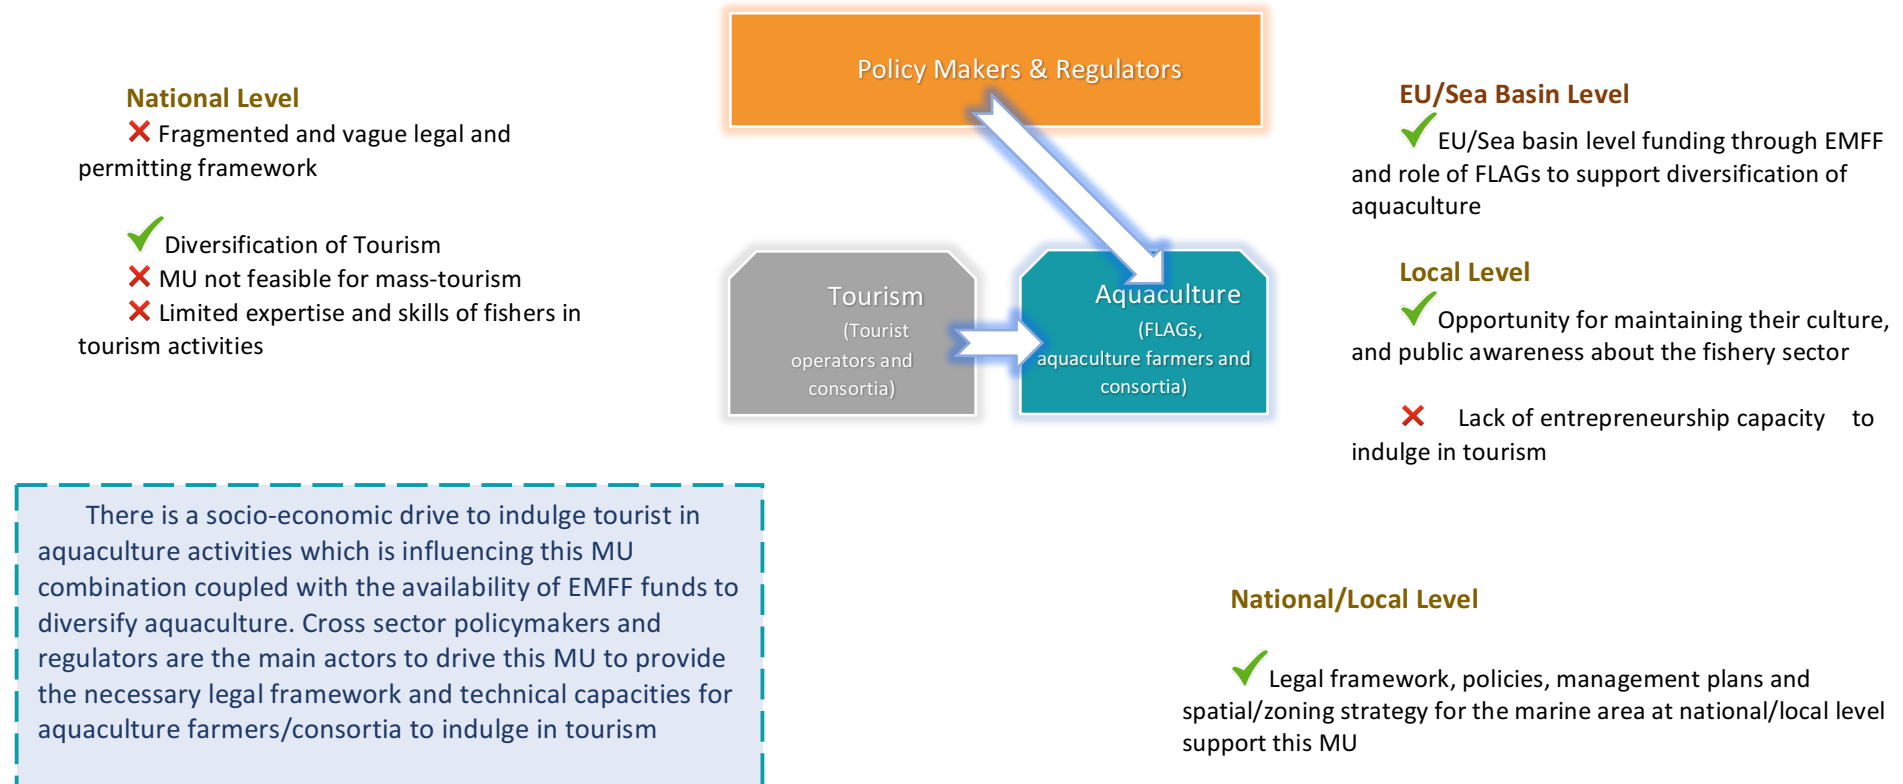 Policy Makers & Regulators
National Level
❌ Fragmented and vague legal and
permitting framework
✔ Diversification of Tourism
❌ MU not feasible for mass-tourism
❌ Limited expertise and skills of fishers in
tourism activities
Tourism
(Tourist
operators and
consortia)
Aquaculture
(FLAGs,
aquaculture farmers and
consortia)
EU/Sea Basin Level
✔ EU/Sea basin level funding through EMFF
and role of FLAGs to support diversification of
aquaculture
Local Level
✔ Opportunity for maintaining their culture,
and public awareness about the fishery sector
❌ Lack of entrepreneurship capacity to
indulge in tourism
There is a socio-economic drive to indulge tourist in
aquaculture activities which is influencing this MU
combination coupled with the availability of EMFF funds to
diversify aquaculture. Cross sector policymakers and
regulators are the main actors to drive this MU to provide
the necessary legal framework and technical capacities for
aquaculture farmers/consortia to indulge in tourism
National/Local Level
✔ Legal framework, policies, management plans and
spatial/zoning strategy for the marine area at national/local level
support this MU